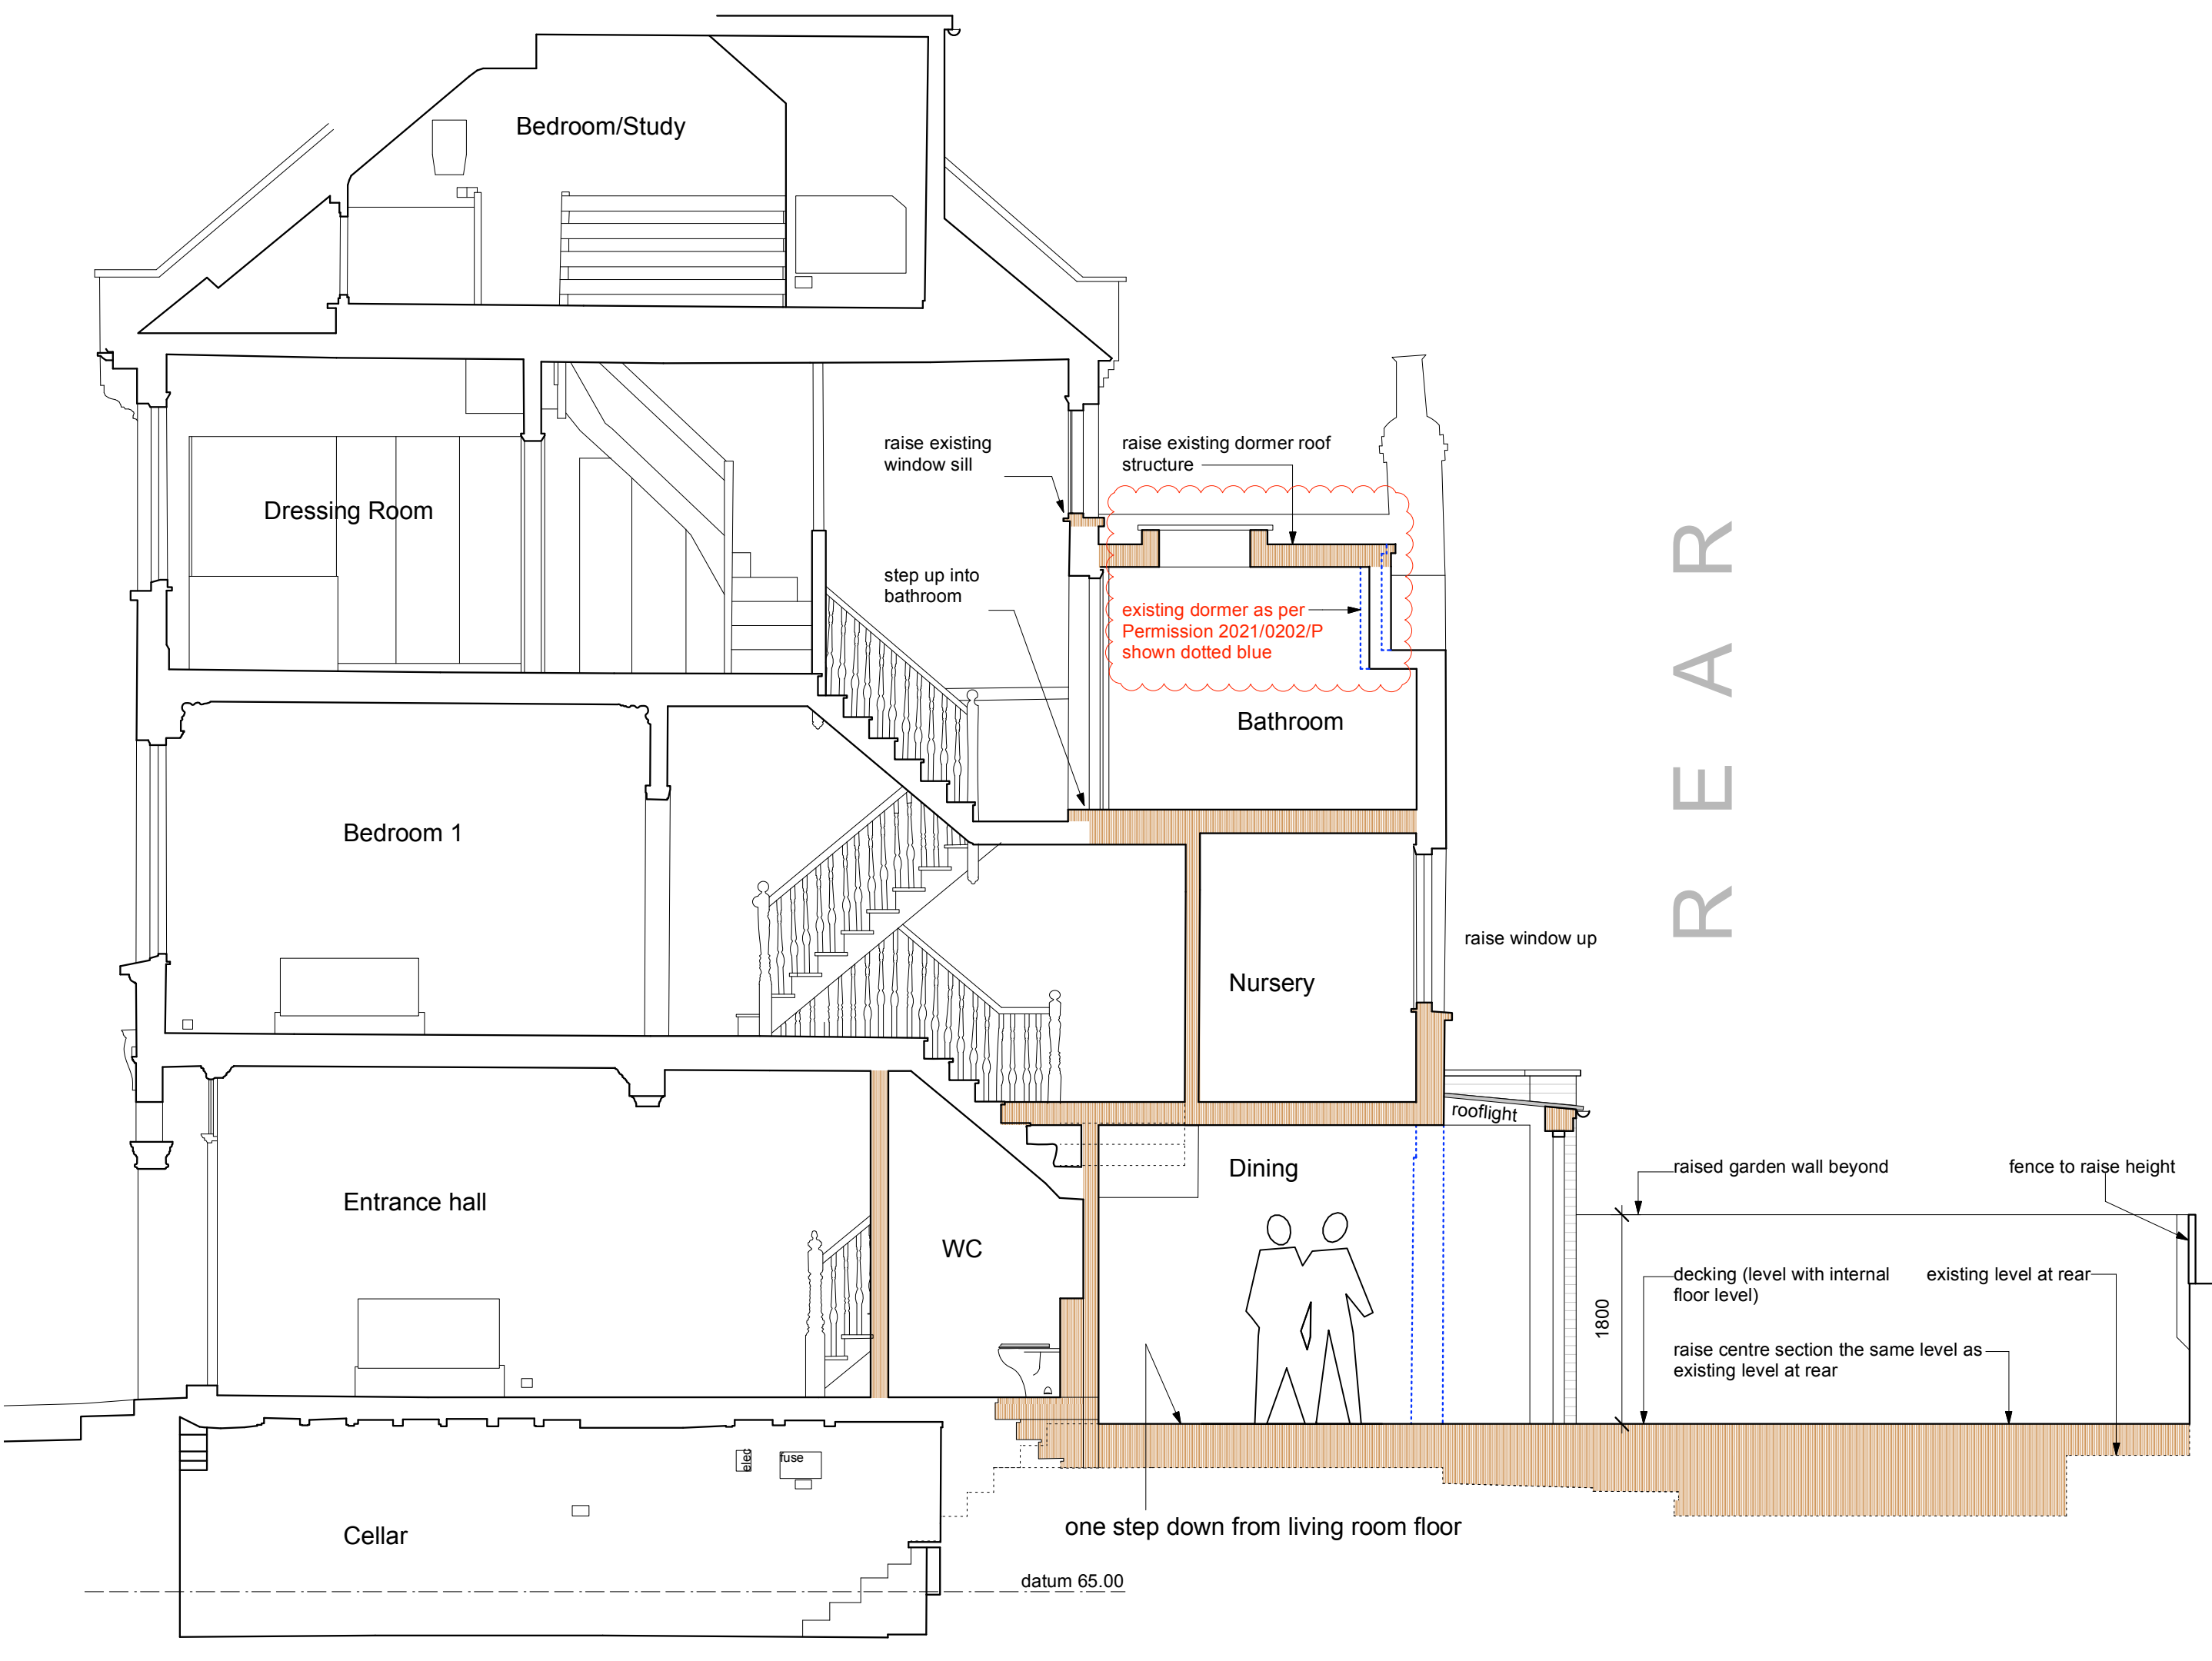 Bedroom/Study
raise existing
window sill
raise existing dormer roof
structure
Dressing Room
step up into
bathroom
existing dormer as per
Permission 2021/0202/P
shown dotted blue
REAR
Bathroom
Bedroom 1
raise window up
Nursery
rooflight
Dining
raised garden wall beyond
fence to raise height
Entrance hall
WC
decking (level with internal
floor level)
existing level at rear
1800
raise centre section the same level as
existing level at rear
elec
fuse
one step down from living room floor
Cellar
datum 65.00